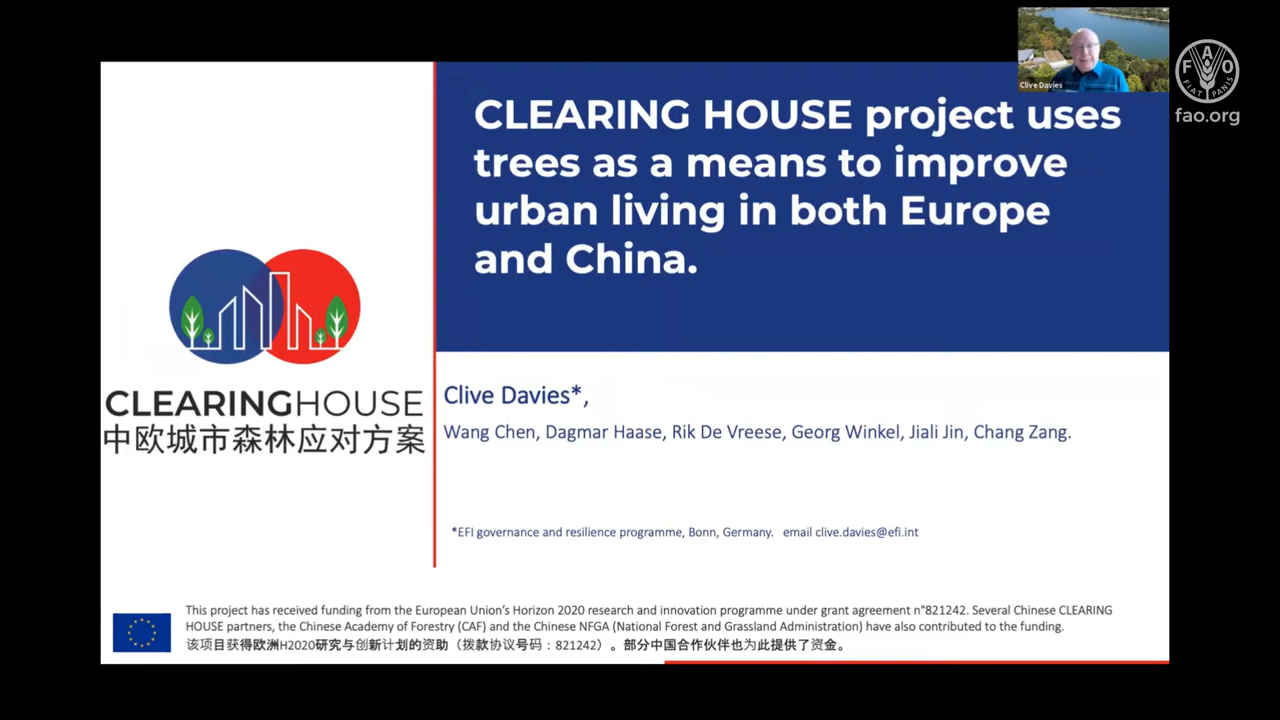 CLEARING HOUSE project uses
trees as a means to improve
urban living in both Europe
and China.
Clive Davies
FAO
FIAT PANIS
fao.org
CLEARINGHOUSE
中欧城市森林应对方案
Clive Davies*,
Wang Chen, Dagmar Haase, Rik De Vreese, Georg Winkel, Jiali Jin, Chang Zang.
*EFI governance and resilience programme, Bonn, Germany. email clive.davies@efi.int
This project has received funding from the European Union's Horizon 2020 research and innovation programme under grant agreement n°821242. Several Chinese CLEARING
HOUSE partners, the Chinese Academy of Forestry (CAF) and the Chinese NFGA (National Forest and Grassland Administration) have also contributed to the funding.
该项目获得欧洲H2020研究与创新计划的资助（拨款协议号码：821242）。部分中国合作伙伴也为此提供了资金。